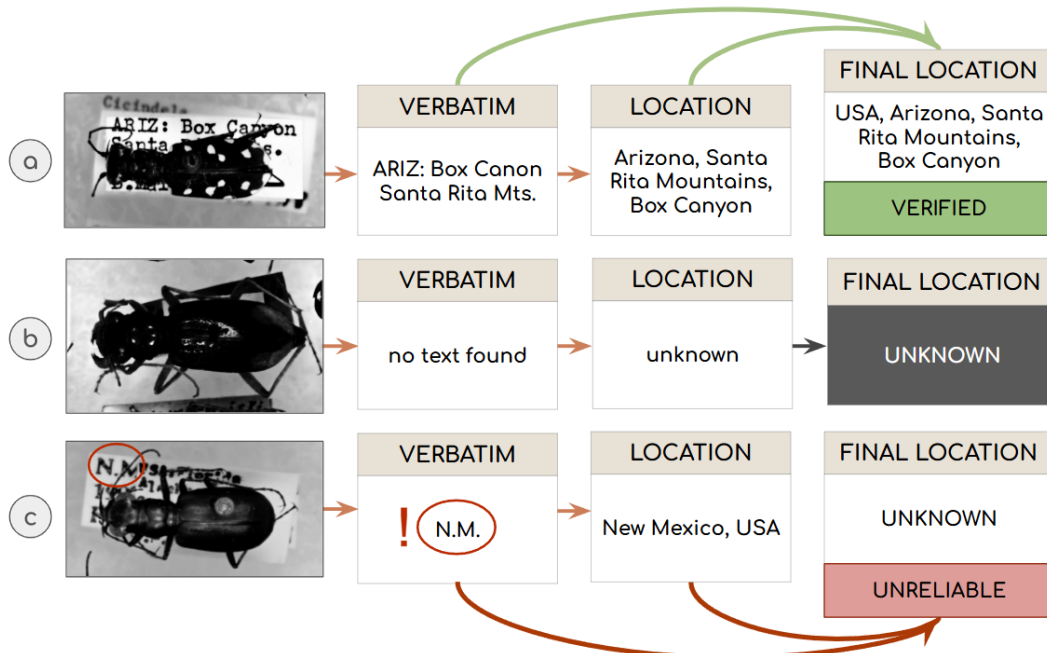 VERBATIM
LOCATION
FINAL LOCATION
a
Cicindela
ARIZ: Box Canyon
Santa
ARIZ: Box Canon
Santa Rita Mts.
Arizona, Santa
Rita Mountains,
Box Canyon
USA, Arizona, Santa
Rita Mountains,
Box Canyon
VERIFIED
VERBATIM
LOCATION
FINAL LOCATION
b
no text found
unknown
UNKNOWN
VERBATIM
LOCATION
FINAL LOCATION
c
N.M
! N.M.
New Mexico, USA
UNKNOWN
UNRELIABLE